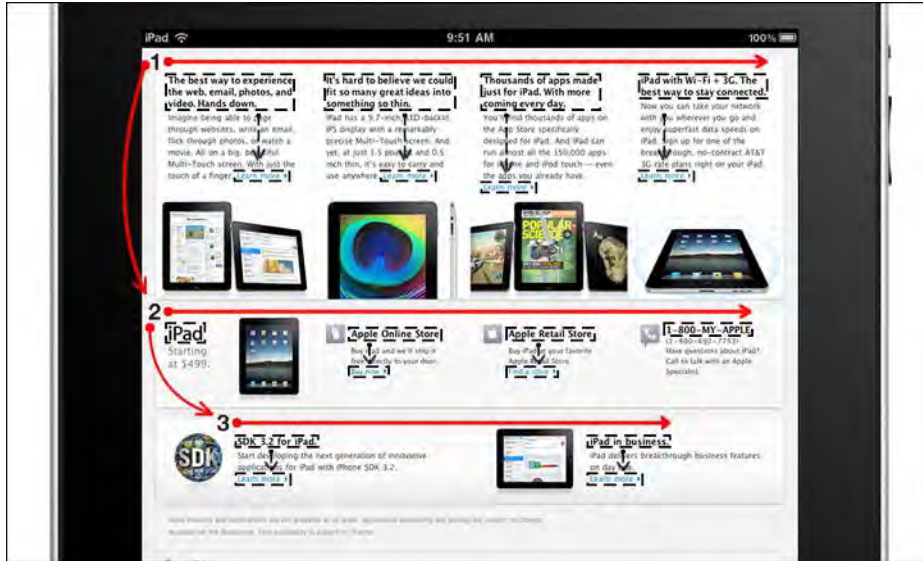 iPad 9:51 AM 100%
1
The best way to experience
the web, email, photos, and
video. Hands down.
Imagine being able to page
through websites, write an email,
flick through photos, or watch a
movie. All on a big, beautiful
Multi-Touch screen. With just the
touch of a finger. Learn more
It's hard to believe we could
fit so many great ideas into
something so thin.
iPad has a 9.7-inch, LED-backlit
IPS display with a remarkably
precise Multi-Touch screen. And
yet, at just 1.5 pounds and 0.5
inch thin, it's easy to carry and
use anywhere. Learn more
Thousands of apps made
just for iPad. With more
coming every day.
You'll find thousands of apps on
the App Store specifically
designed for iPad. And iPad can
run almost all the 150,000 apps
for iPhone and iPod touch — even
the apps you already have.
Learn more
iPad with Wi-Fi + 3G. The
best way to stay connected.
Now you can take your network
with you wherever you go and
enjoy superfast data speeds on
iPad. Sign up for one of the
breakthrough, no-contract AT&T
3G rate plans right on your iPad.
Learn more
POPULAR
SCIENCE+
2
iPad
Starting
at $499.
Apple Online Store
Buy iPad and we'll ship it
free directly to your door.
Buy now
Apple Retail Store
Buy iPad at your favorite
Apple Retail Store.
Find a store
1-800-MY-APPLE
(1-800-692-7753)
Have questions about iPad?
Call to talk with an Apple
Specialist.
3
SDK
SDK 3.2 for iPad.
Start developing the next generation of innovative
applications for iPad with iPhone SDK 3.2.
Learn more
iPad in business.
iPad delivers breakthrough business features
on day one.
Learn more